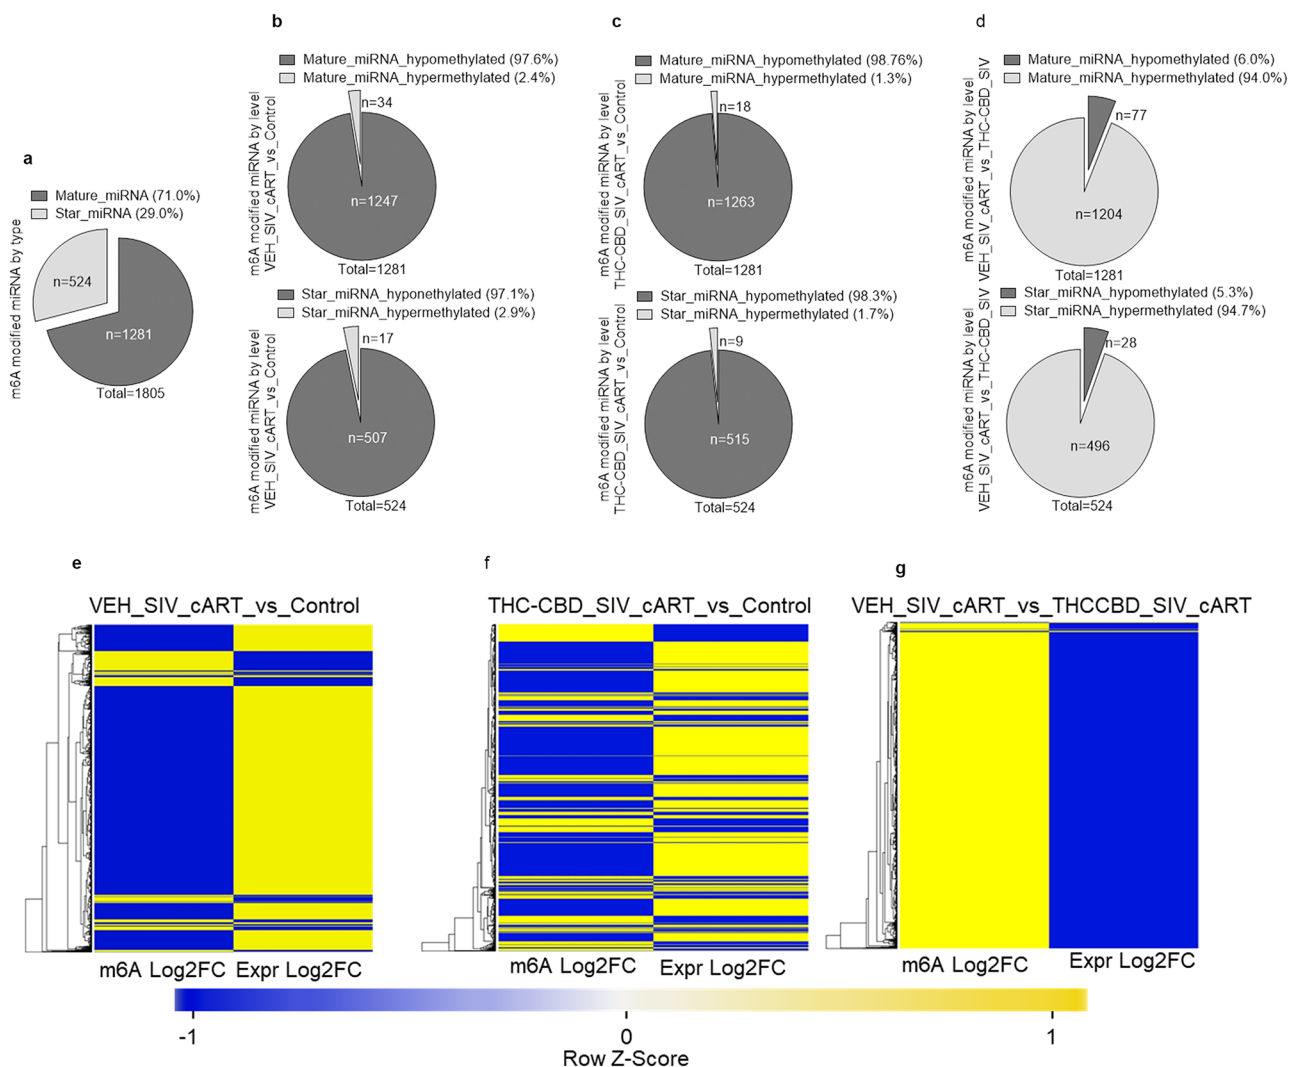 a
Mature_miRNA (71.0%)
Star_miRNA (29.0%)
m6A modified miRNA by type
n=524
n=1281
Total=1805
b
Mature_miRNA_hypomethylated (97.6%)
Mature_miRNA_hypermethylated (2.4%)
m6A modified miRNA by level
VEH_SIV_cART_vs_Control
n=34
n=1247
Total=1281
Star_miRNA_hyponethylated (97.1%)
Star_miRNA_hypermethylated (2.9%)
m6A modified miRNA by level
VEH_SIV_cART_vs_Control
n=17
n=507
Total=524
c
Mature_miRNA_hypomethylated (98.76%)
Mature_miRNA_hypermethylated (1.3%)
m6A modified miRNA by level
THC-CBD_SIV_cART_vs_Control
n=18
n=1263
Total=1281
Star_miRNA_hypomethylated (98.3%)
Star_miRNA_hypermethylated (1.7%)
m6A modified miRNA by level
THC-CBD_SIV_cART_vs_Control
n=9
n=515
Total=524
d
Mature_miRNA_hypomethylated (6.0%)
Mature_miRNA_hypermethylated (94.0%)
m6A modified miRNA by level
VEH_SIV_cART_vs_THC-CBD_SIV
n=77
n=1204
Total=1281
Star_miRNA_hypomethylated (5.3%)
Star_miRNA_hypermethylated (94.7%)
m6A modified miRNA by level
VEH_SIV_cART_vs_THC-CBD_SIV
n=28
n=496
Total=524
e
VEH_SIV_cART_vs_Control
m6A Log2FC
Expr Log2FC
f
THC-CBD_SIV_cART_vs_Control
m6A Log2FC
Expr Log2FC
g
VEH_SIV_cART_vs_THCCBD_SIV_cART
m6A Log2FC
Expr Log2FC
-1
0
1
Row Z-Score